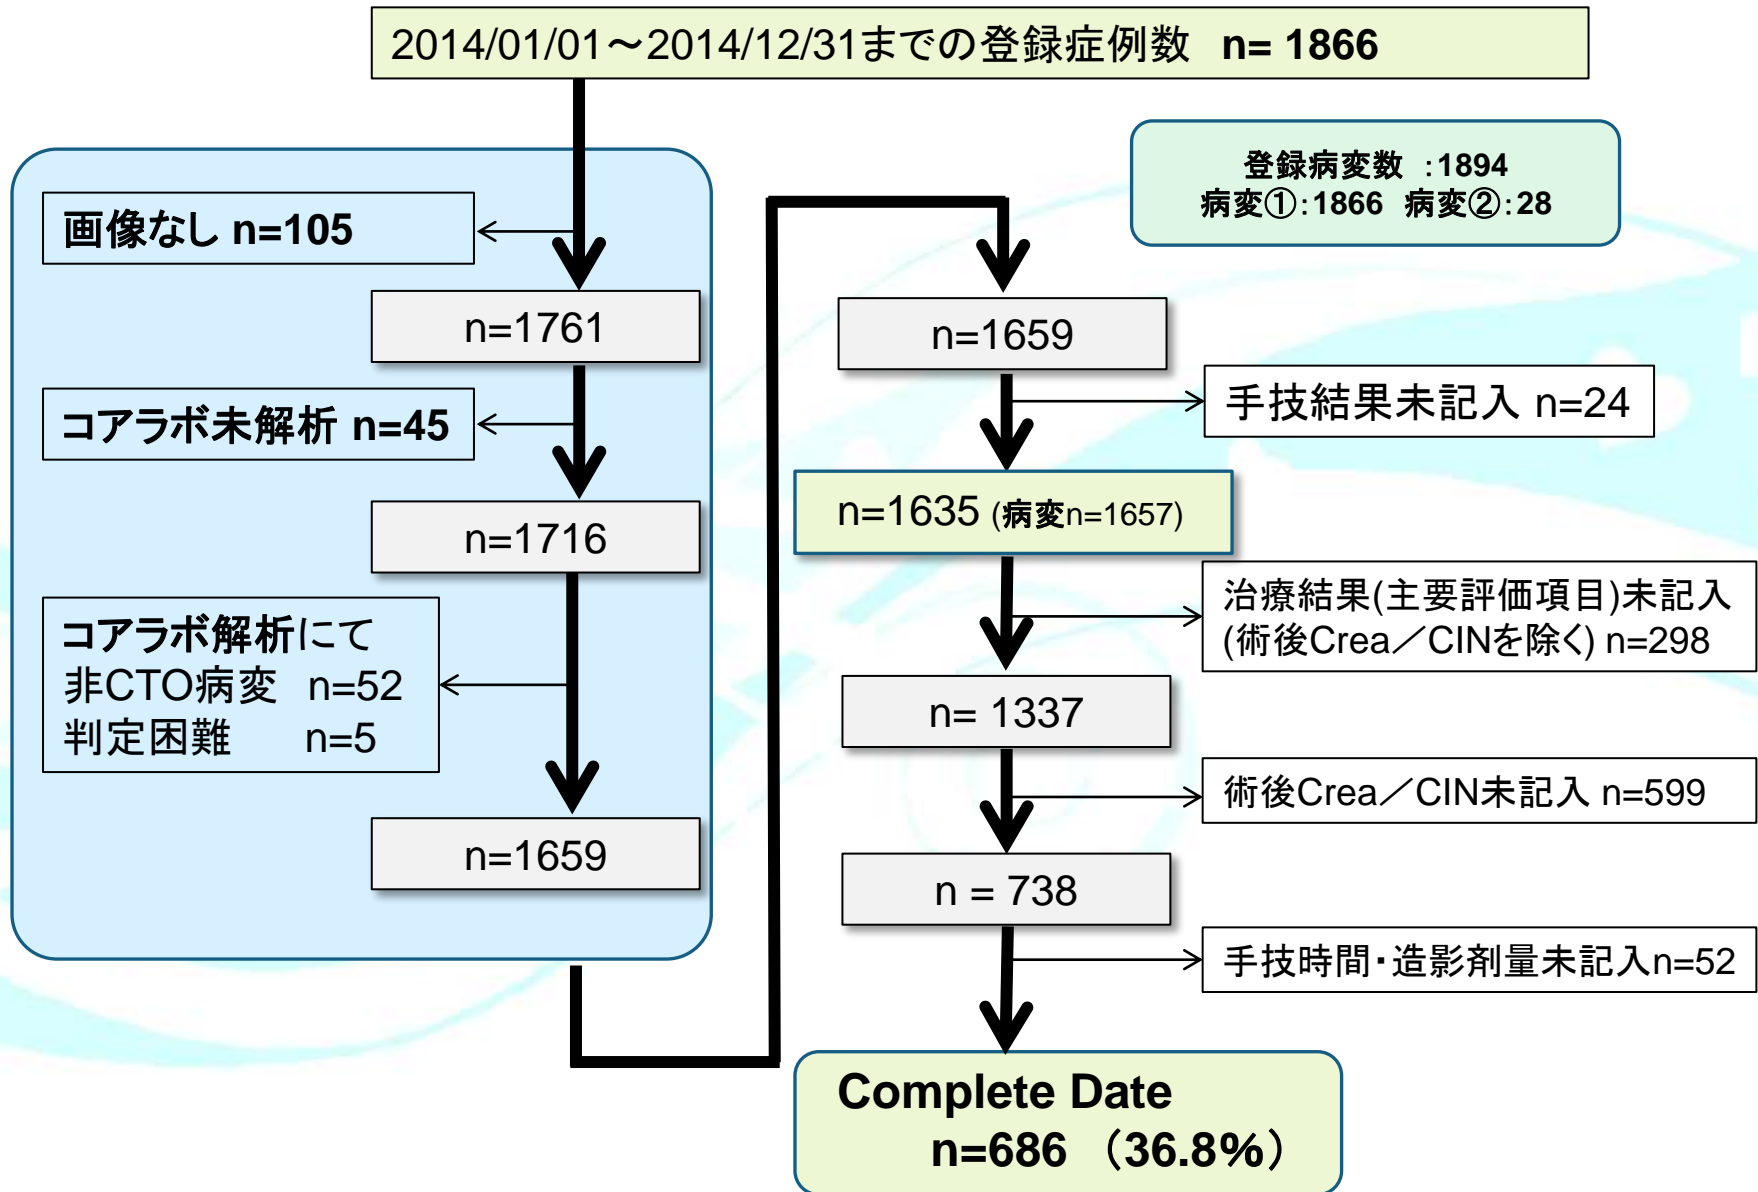 2014/01/01～2014/12/31までの登録症例数 n= 1866
登録病変数 ：1894
病変①：1866 病変②：28
画像なし n=105
n=1761
コアラボ未解析 n=45
n=1716
コアラボ解析にて
非CTO病変 n=52
判定困難 n=5
n=1659
n=1659
手技結果未記入 n=24
n=1635 (病変n=1657)
治療結果(主要評価項目)未記入
(術後Crea／CINを除く) n=298
n= 1337
術後Crea／CIN未記入 n=599
n = 738
手技時間・造影剤量未記入n=52
Complete Date
n=686 （36.8%）